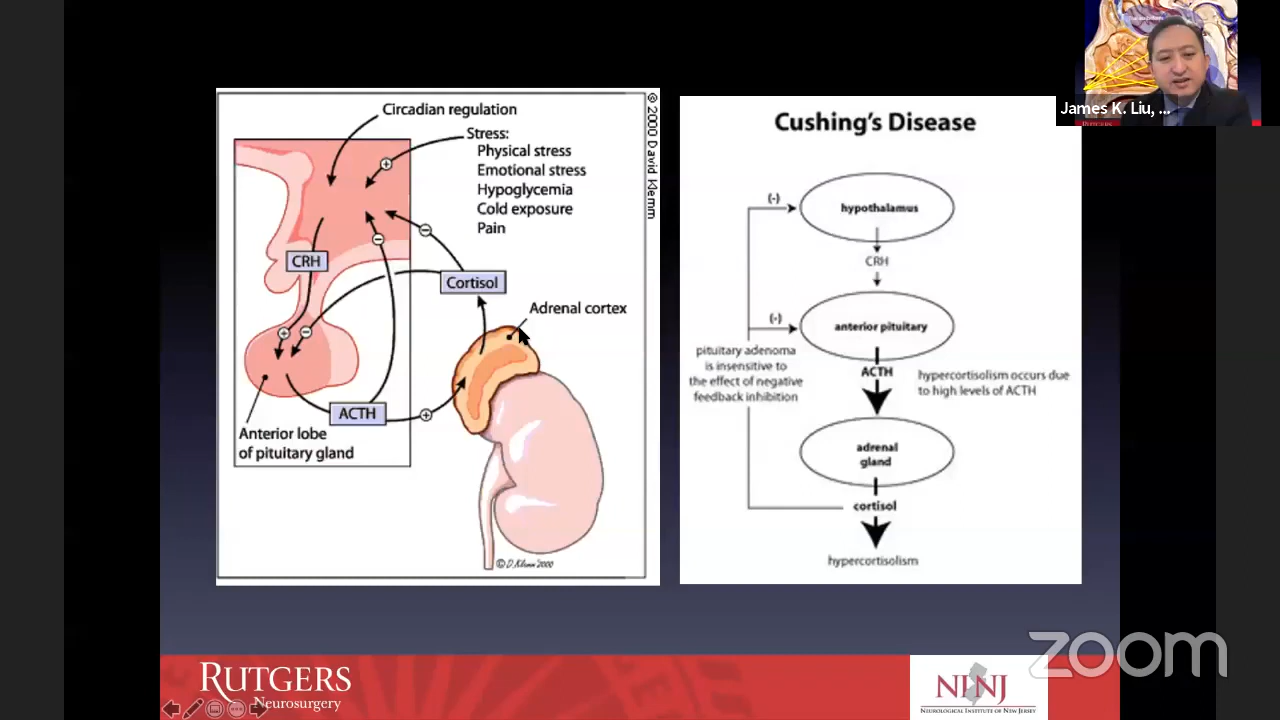 Circadian regulation
Stress:
Physical stress
Emotional stress
Hypoglycemia
Cold exposure
Pain
+
−
−
CRH
Cortisol
+
−
Adrenal cortex
ACTH
+
Anterior lobe
of pituitary gland
© D.Klemm '2000
© 2000 David Klemm
Cushing's Disease
(-)
hypothalamus
CRH
(-)
anterior pituitary
pituitary adenoma
is insensitive to
the effect of negative
feedback inhibition
ACTH
hypercortisolism occurs due
to high levels of ACTH
adrenal
gland
cortisol
hypercortisolism
James K. Liu, ...
zoom
RUTGERS
Neurosurgery
NINJ
NEUROLOGICAL INSTITUTE OF NEW JERSEY